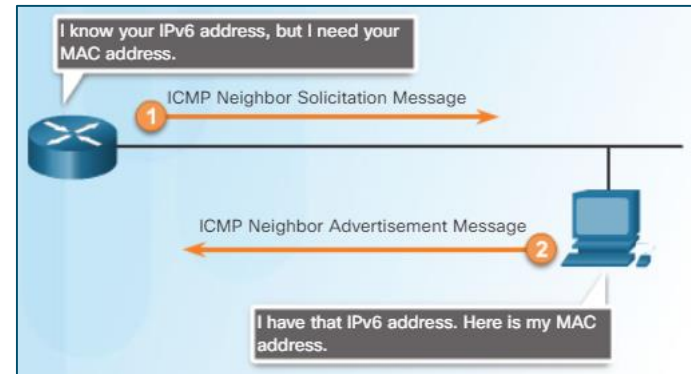 I know your IPv6 address, but I need your
MAC address.
ICMP Neighbor Solicitation Message
1
ICMP Neighbor Advertisement Message
2
I have that IPv6 address. Here is my MAC
address.